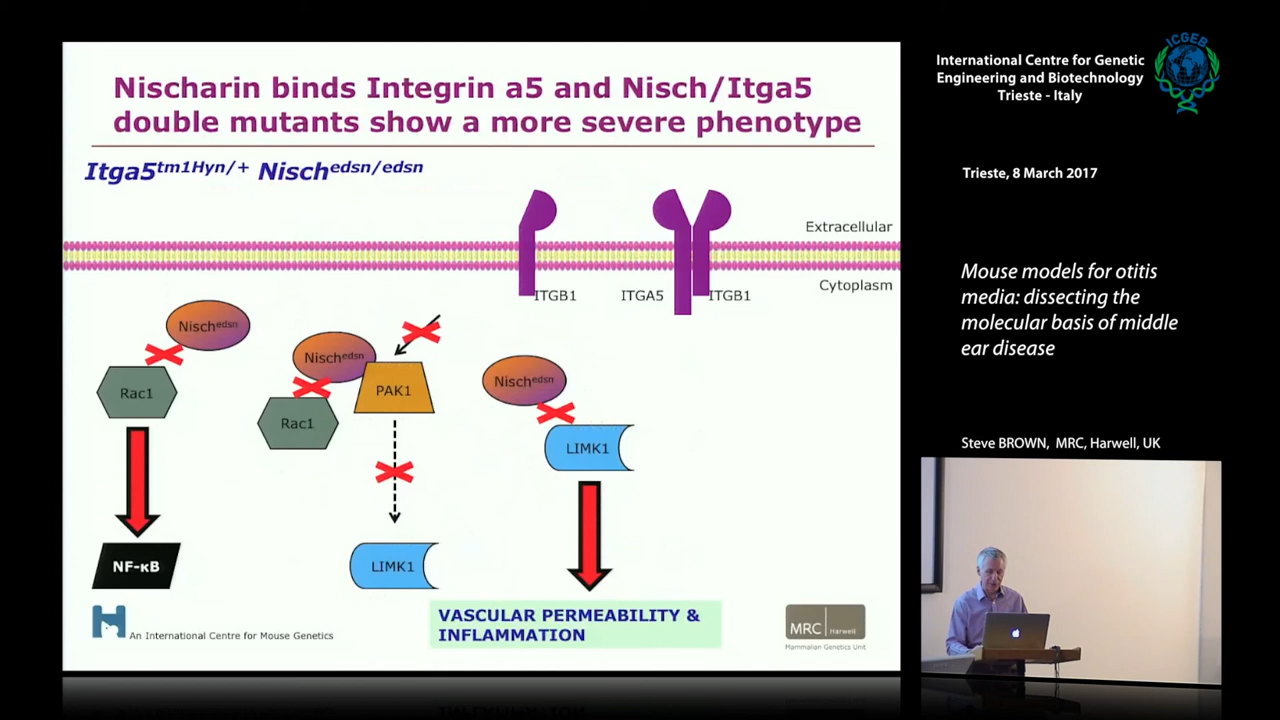 Nischarin binds Integrin a5 and Nisch/Itga5
double mutants show a more severe phenotype
Itga5tm1Hyn/+ Nischedsn/edsn
Extracellular
Cytoplasm
ITGB1
ITGA5
ITGB1
Nischedsn
Rac1
NF-κB
Nischedsn
PAK1
Rac1
LIMK1
Nischedsn
LIMK1
VASCULAR PERMEABILITY &
INFLAMMATION
An International Centre for Mouse Genetics
MRC Harwell
Mammalian Genetics Unit
International Centre for Genetic
Engineering and Biotechnology
Trieste - Italy
ICGEB
Trieste, 8 March 2017
Mouse models for otitis
media: dissecting the
molecular basis of middle
ear disease
Steve BROWN, MRC, Harwell, UK